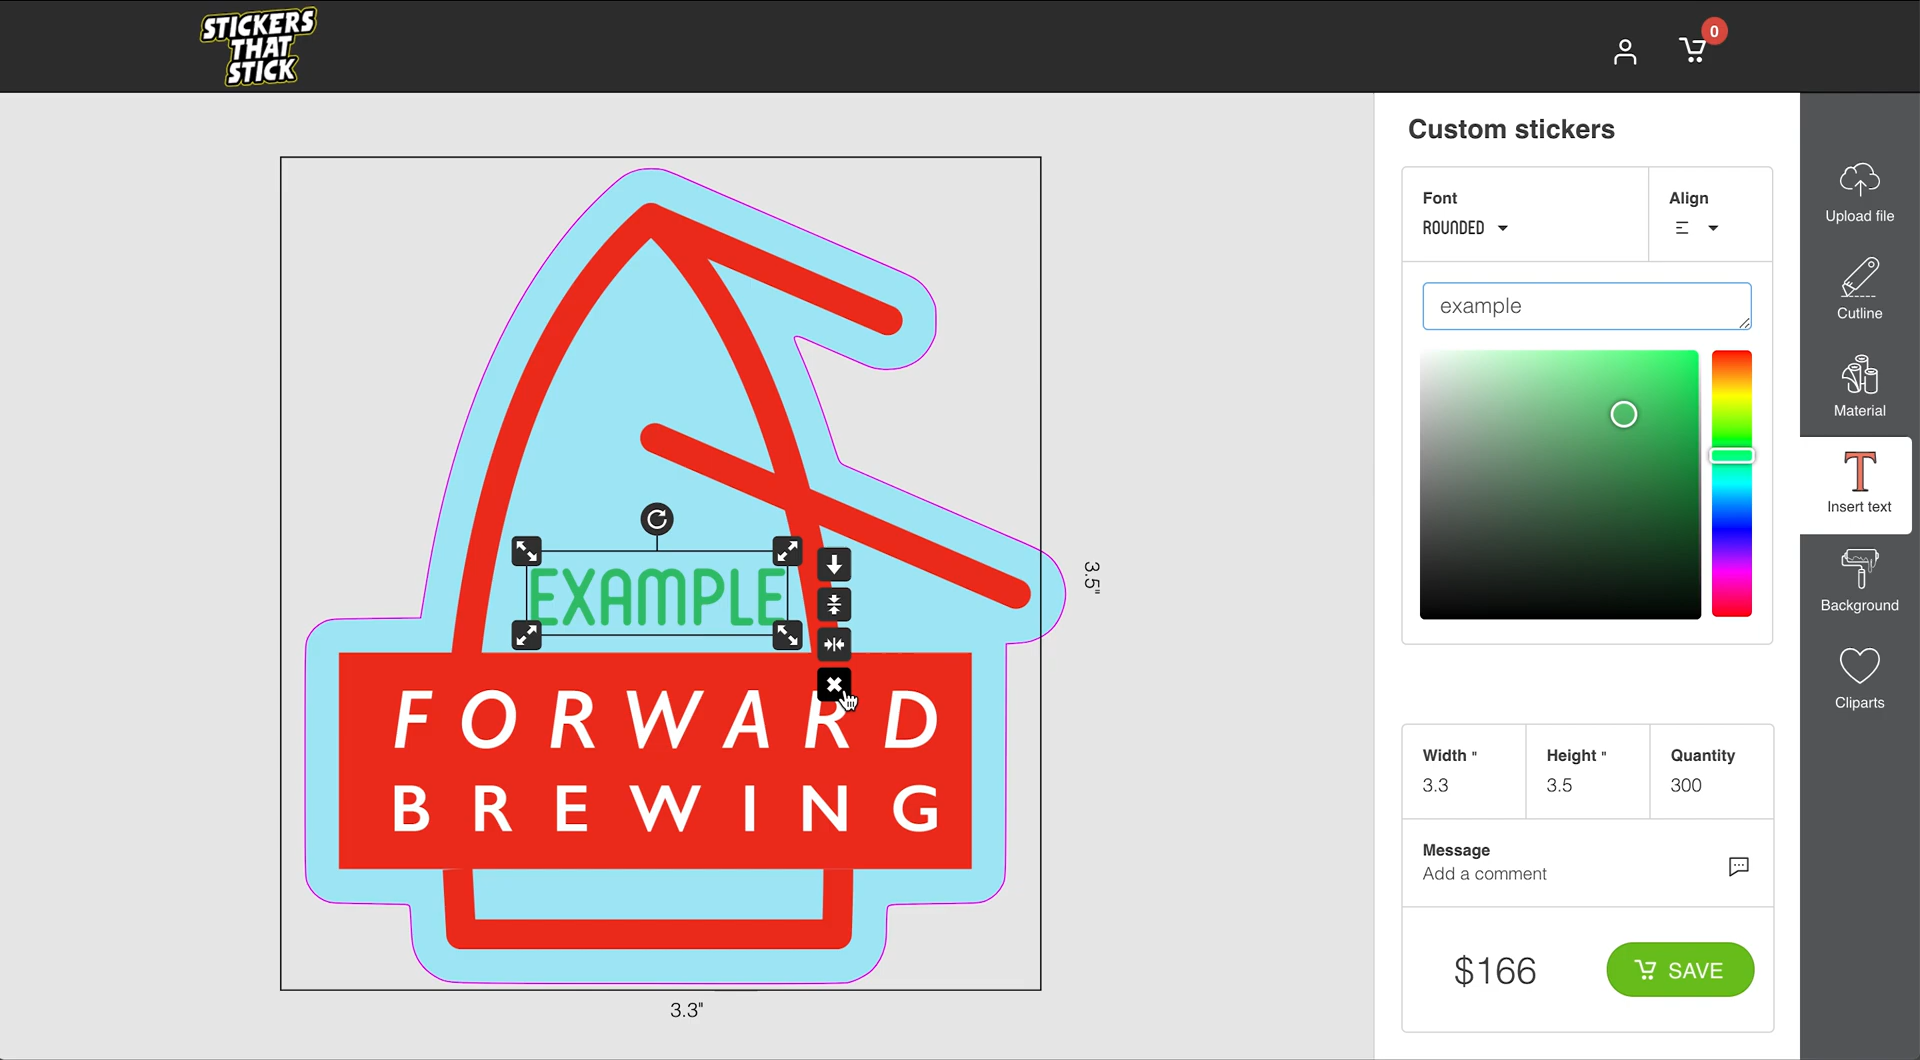 STICKERS
THAT
STICK
0
Custom stickers
Font
ROUNDED
Align
example
EXAMPLE
FORWARD
BREWING
3.5"
3.3"
Width "
3.3
Height "
3.5
Quantity
300
Message
Add a comment
$166
SAVE
Upload file
Cutline
Material
T
Insert text
Background
Cliparts